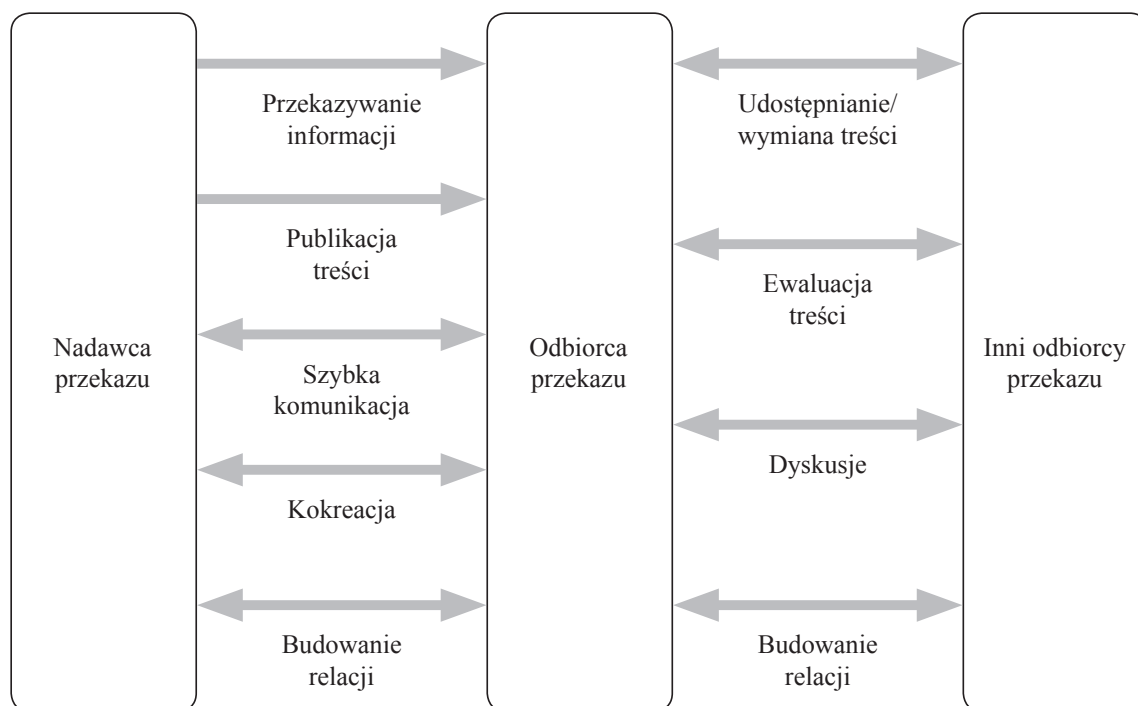 Nadawca
przekazu
Przekazywanie
informacji
Publikacja
treści
Szybka
komunikacja
Kokreacja
Budowanie
relacji
Odbiorca
przekazu
Udostępnianie/
wymiana treści
Ewaluacja
treści
Dyskusje
Budowanie
relacji
Inni odbiorcy
przekazu